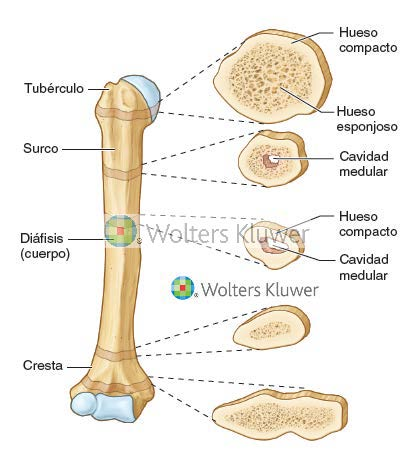 Hueso
compacto
Tubérculo
Hueso
esponjoso
Surco
Cavidad
medular
Hueso
compacto
Diáfisis
(cuerpo)
Wolters Kluwer
Cavidad
medular
Wolters Kluwer
Cresta